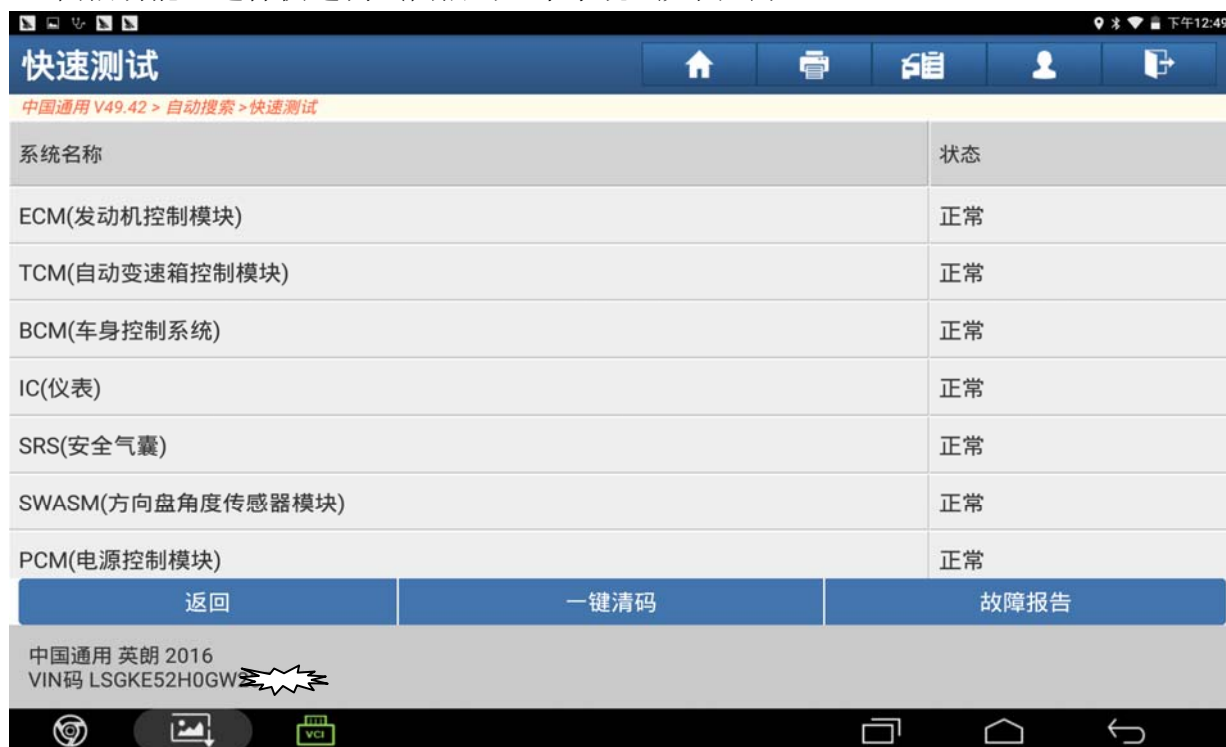 下午12:49
快速测试
中国通用 V49.42 > 自动搜索 >快速测试
系统名称 状态
ECM(发动机控制模块) 正常
TCM(自动变速箱控制模块) 正常
BCM(车身控制系统) 正常
IC(仪表) 正常
SRS(安全气囊) 正常
SWASM(方向盘角度传感器模块) 正常
PCM(电源控制模块) 正常
返回 一键清码 故障报告
中国通用 英朗 2016
VIN码 LSGKE52H0GW
VCI